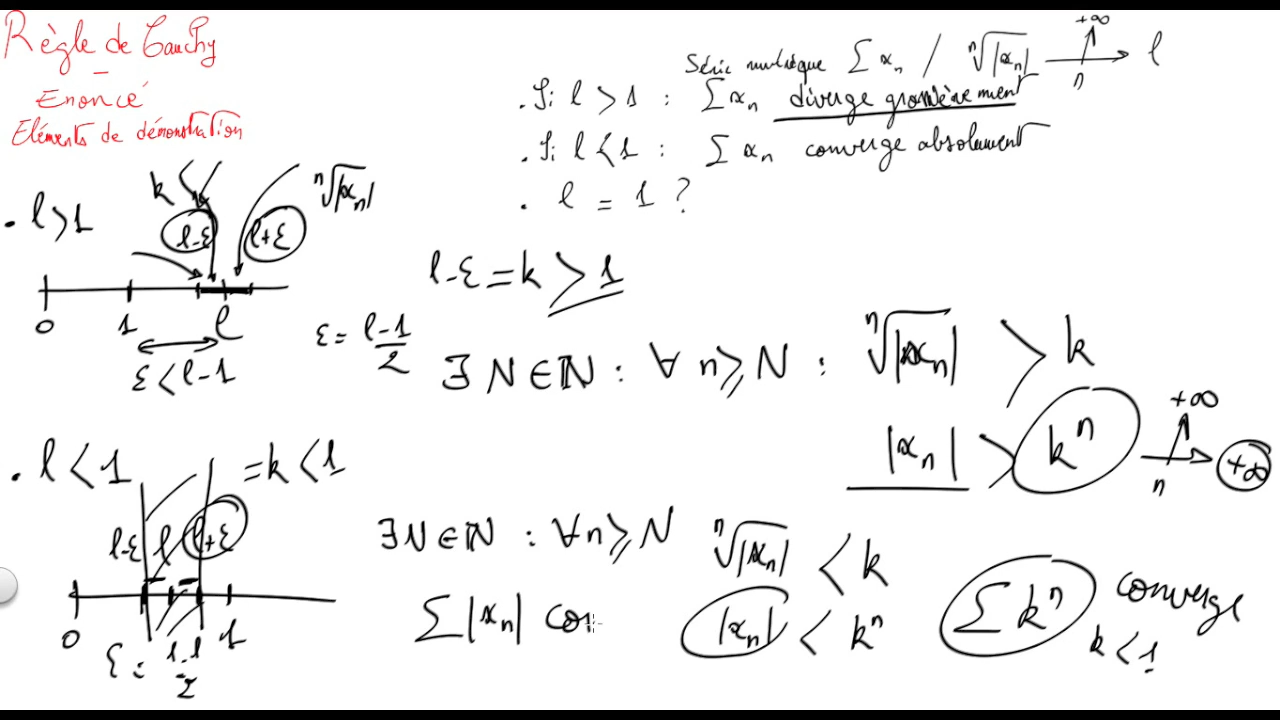 Règle de Cauchy
-
Enoncé
Eléments de démonstration
Série numérique ∑ xₙ / ⁿ√|xₙ| → l
n +∞
. Si l > 1 : ∑ xₙ diverge grossièrement
. Si l < 1 : ∑ xₙ converge absolument
. l = 1 ?
. l > 1
k < l-ε l+ε ⁿ√|xₙ|
0 1 l
ε < l-1
ε = (l-1)/2
l-ε = k > 1
∃ N ∈ ℕ : ∀ n ≥ N : ⁿ√|xₙ| > k
|xₙ| > kⁿ → +∞
n +∞
. l < 1
= k < 1
l-ε l l+ε
0 1
ε = (1-l)/2
∃ N ∈ ℕ : ∀ n ≥ N ⁿ√|xₙ| < k
|xₙ| < kⁿ
∑ kⁿ converge
k < 1
∑ |xₙ| con